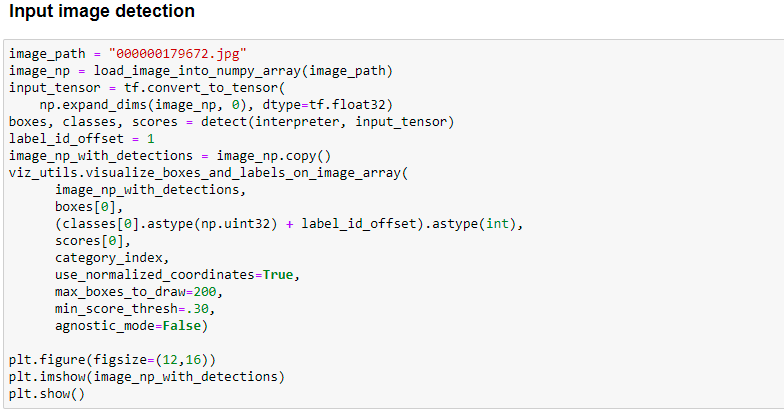 Input image detection
image_path = "000000179672.jpg"
image_np = load_image_into_numpy_array(image_path)
input_tensor = tf.convert_to_tensor(
    np.expand_dims(image_np, 0), dtype=tf.float32)
boxes, classes, scores = detect(interpreter, input_tensor)
label_id_offset = 1
image_np_with_detections = image_np.copy()
viz_utils.visualize_boxes_and_labels_on_image_array(
      image_np_with_detections,
      boxes[0],
      (classes[0].astype(np.uint32) + label_id_offset).astype(int),
      scores[0],
      category_index,
      use_normalized_coordinates=True,
      max_boxes_to_draw=200,
      min_score_thresh=.30,
      agnostic_mode=False)
plt.figure(figsize=(12,16))
plt.imshow(image_np_with_detections)
plt.show()